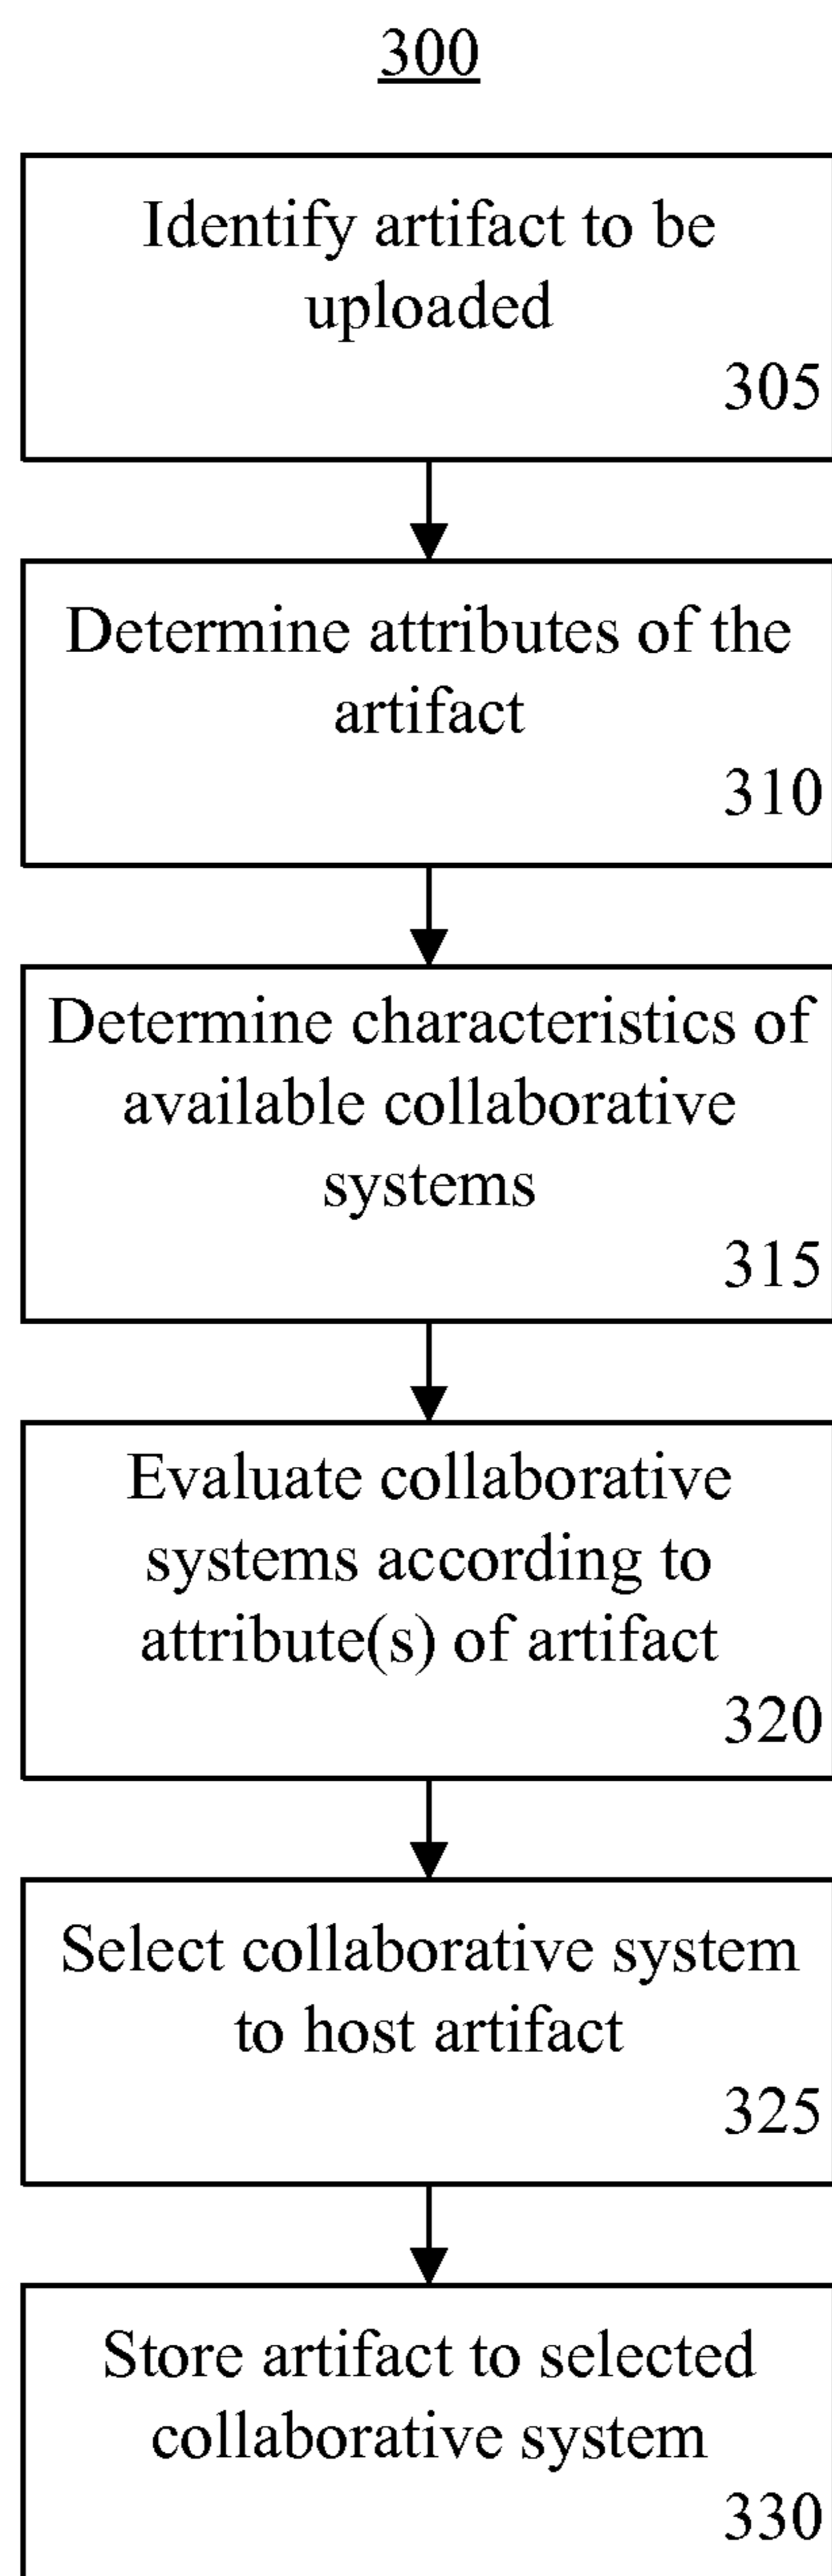 300
Identify artifact to be
uploaded
305
Determine attributes of the
artifact
310
Determine characteristics of
available collaborative
systems
315
Evaluate collaborative
systems according to
attribute(s) of artifact
320
Select collaborative system
to host artifact
325
Store artifact to selected
collaborative system
330